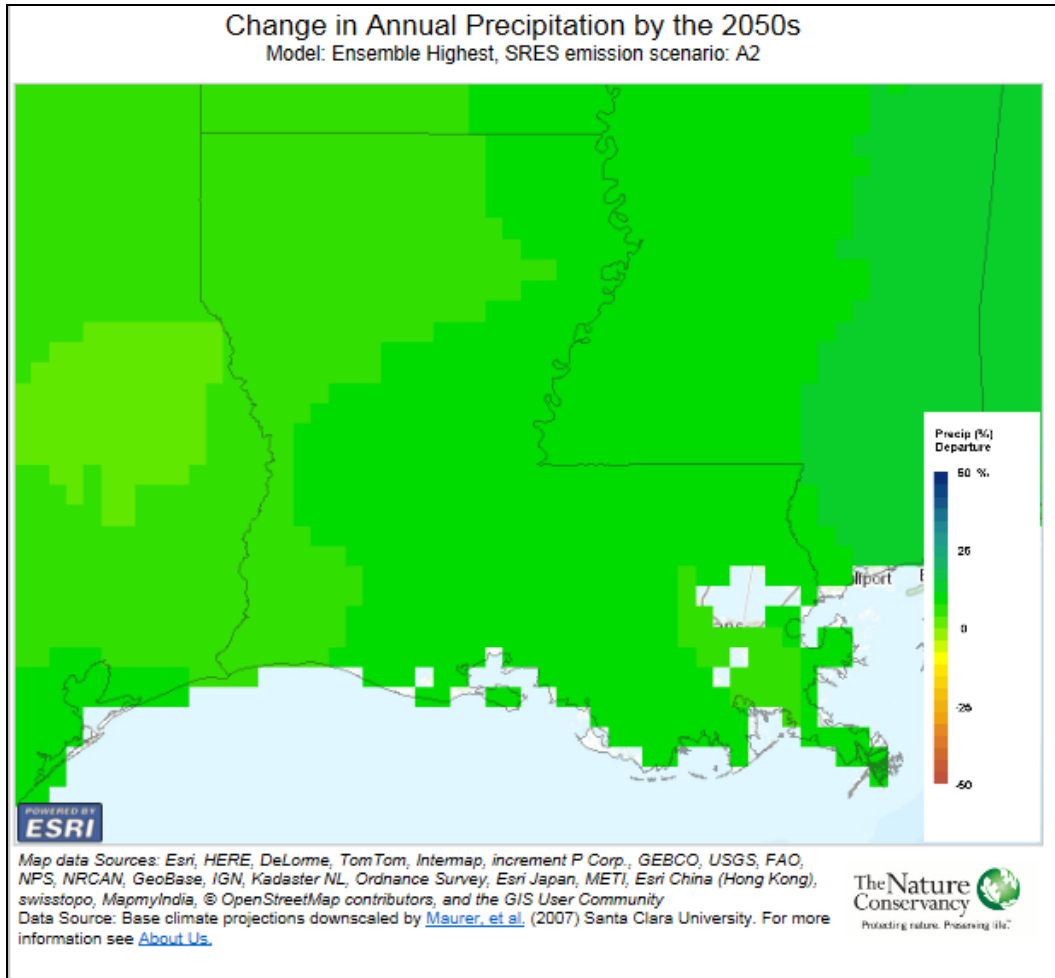 Change in Annual Precipitation by the 2050s
Model: Ensemble Highest, SRES emission scenario: A2
Precip (%)
Departure
50 %
25
0
-25
-50
POWERED BY
ESRI
Map data Sources: Esri, HERE, DeLorme, TomTom, Intermap, increment P Corp., GEBCO, USGS, FAO,
NPS, NRCAN, GeoBase, IGN, Kadaster NL, Ordnance Survey, Esri Japan, METI, Esri China (Hong Kong),
swisstopo, MapmyIndia, © OpenStreetMap contributors, and the GIS User Community
Data Source: Base climate projections downscaled by Maurer, et al. (2007) Santa Clara University. For more
information see About Us.
The Nature
Conservancy
Protecting nature. Preserving life.™